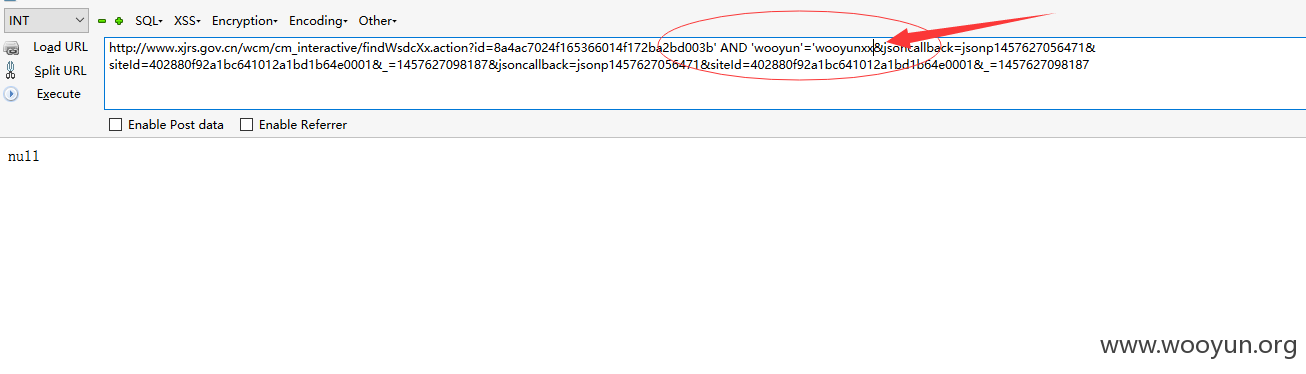 INT SQL▾ XSS▾ Encryption▾ Encoding▾ Other▾
Load URL
Split URL
Execute
http://www.xjrs.gov.cn/wcm/cm_interactive/findWsdcXx.action?id=8a4ac7024f165366014f172ba2bd003b' AND 'wooyun'='wooyunxx&jsoncallback=jsonp1457627056471&
siteId=402880f92a1bc641012a1bd1b64e0001&_=1457627098187&jsoncallback=jsonp1457627056471&siteId=402880f92a1bc641012a1bd1b64e0001&_=1457627098187
Enable Post data Enable Referrer
null
www.wooyun.org